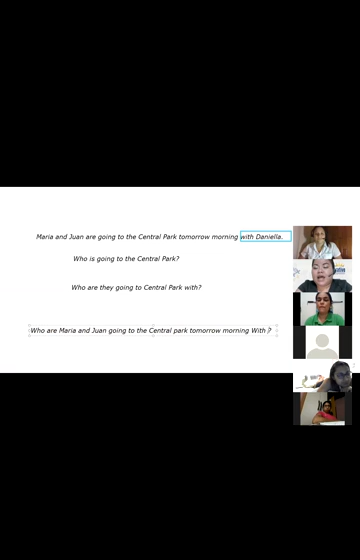 Maria and Juan are going to the Central Park tomorrow morning with Daniella.
Who is going to the Central Park?
Who are they going to Central Park with?
Who are Maria and Juan going to the Central park tomorrow morning With ?